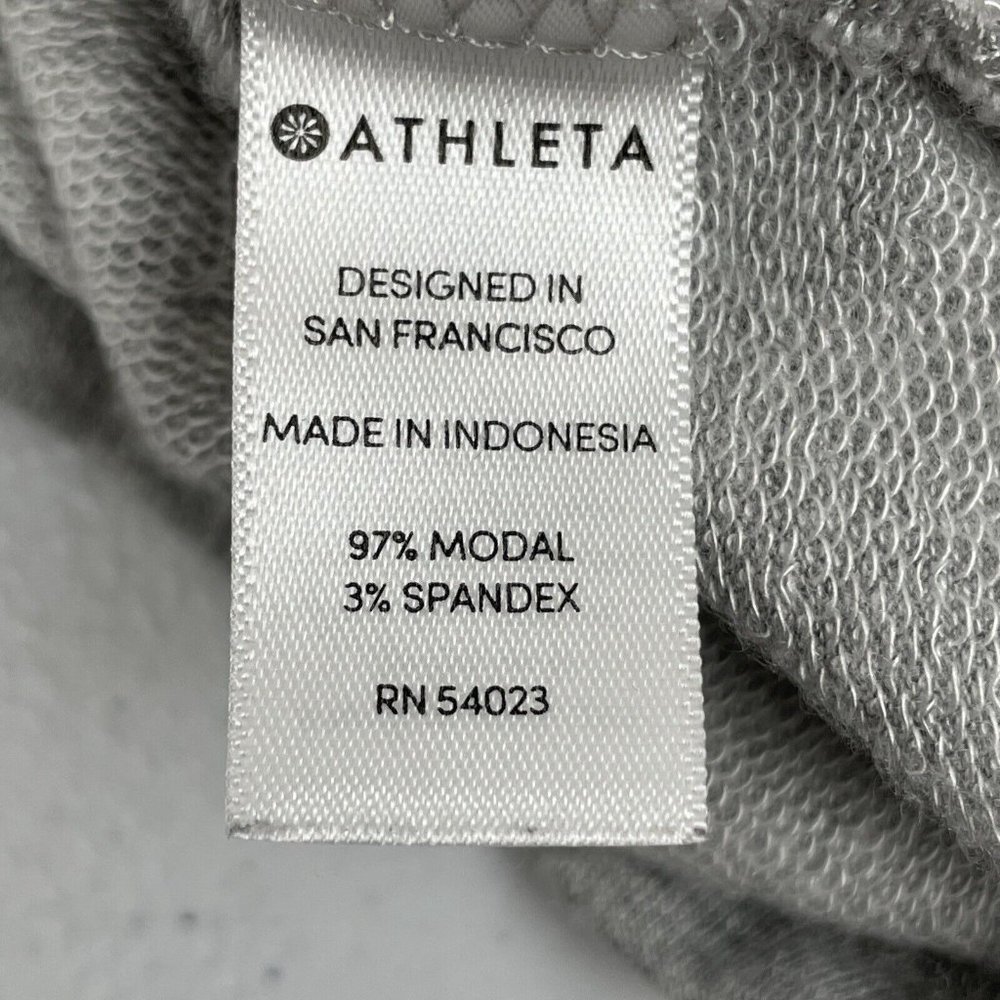 ATHLETA
DESIGNED IN
SAN FRANCISCO
MADE IN INDONESIA
97% MODAL
3% SPANDEX
RN 54023